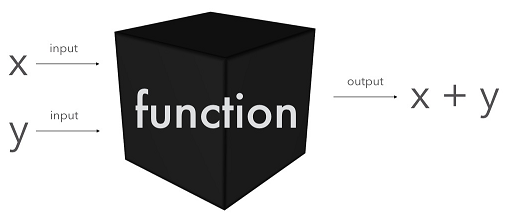 x
input
y
input
function
output
x + y